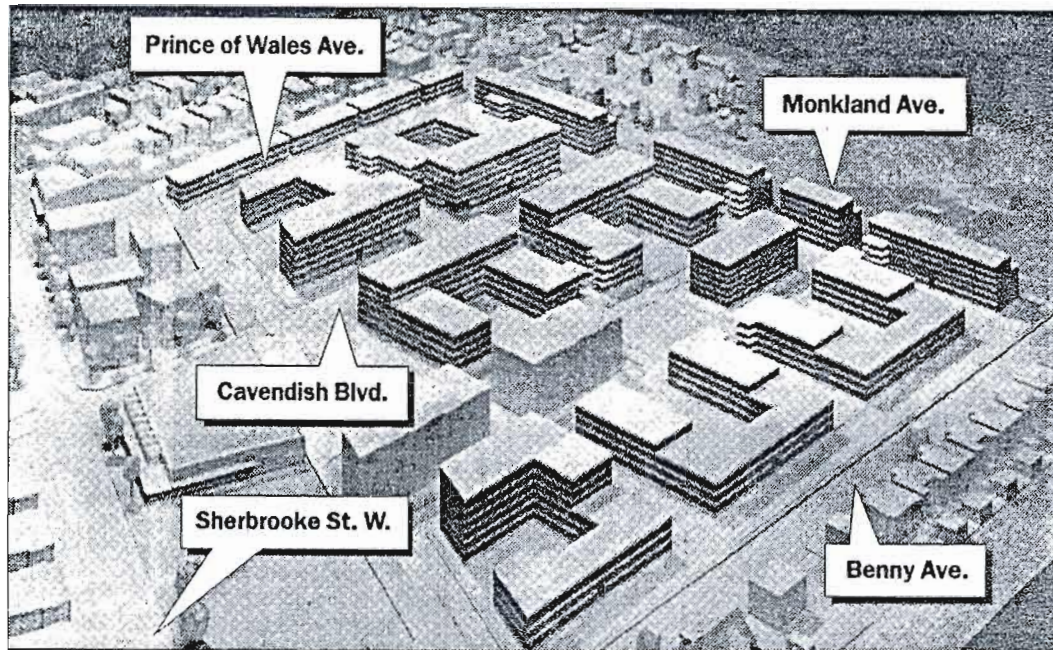 Prince of Wales Ave.
Monkland Ave.
Cavendish Blvd.
Sherbrooke St. W.
Benny Ave.